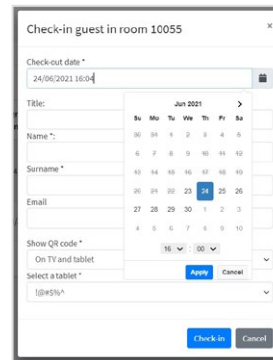 Check-in guest in room 10055
×
Check-out date *
24/06/2021 16:04
Title:
Jun 2021
Su Mo Tu We Th Fr Sa
30 31 1 2 3 4 5
Name *:
6 7 8 9 10 11 12
13 14 15 16 17 18 19
Surname *
20 21 22 23 24 25 26
Email
27 28 29 30 1 2 3
4 5 6 7 8 9 10
Show QR code *
16 : 00
On TV and tablet
Apply Cancel
Select a tablet *
!@#$%^
Check-in Cancel